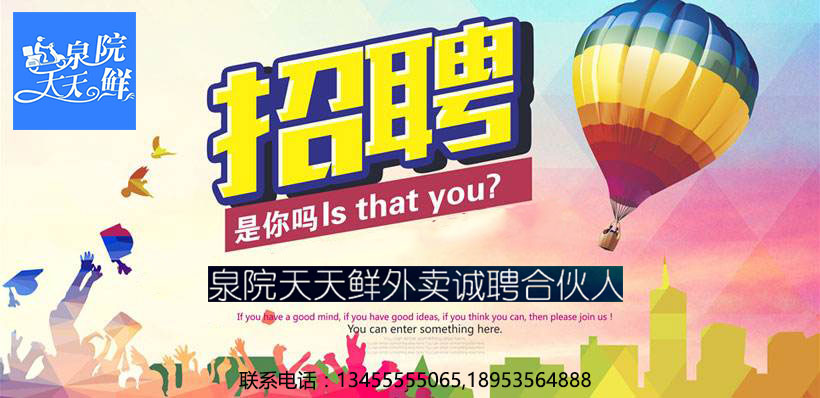 泉院
天天鲜
招聘
是你吗Is that you?
泉院天天鲜外卖诚聘合伙人
If you have a good mind, if you have good ideas, if you think you can, then please join us !
You can enter something here.
联系电话：13455555065,18953564888